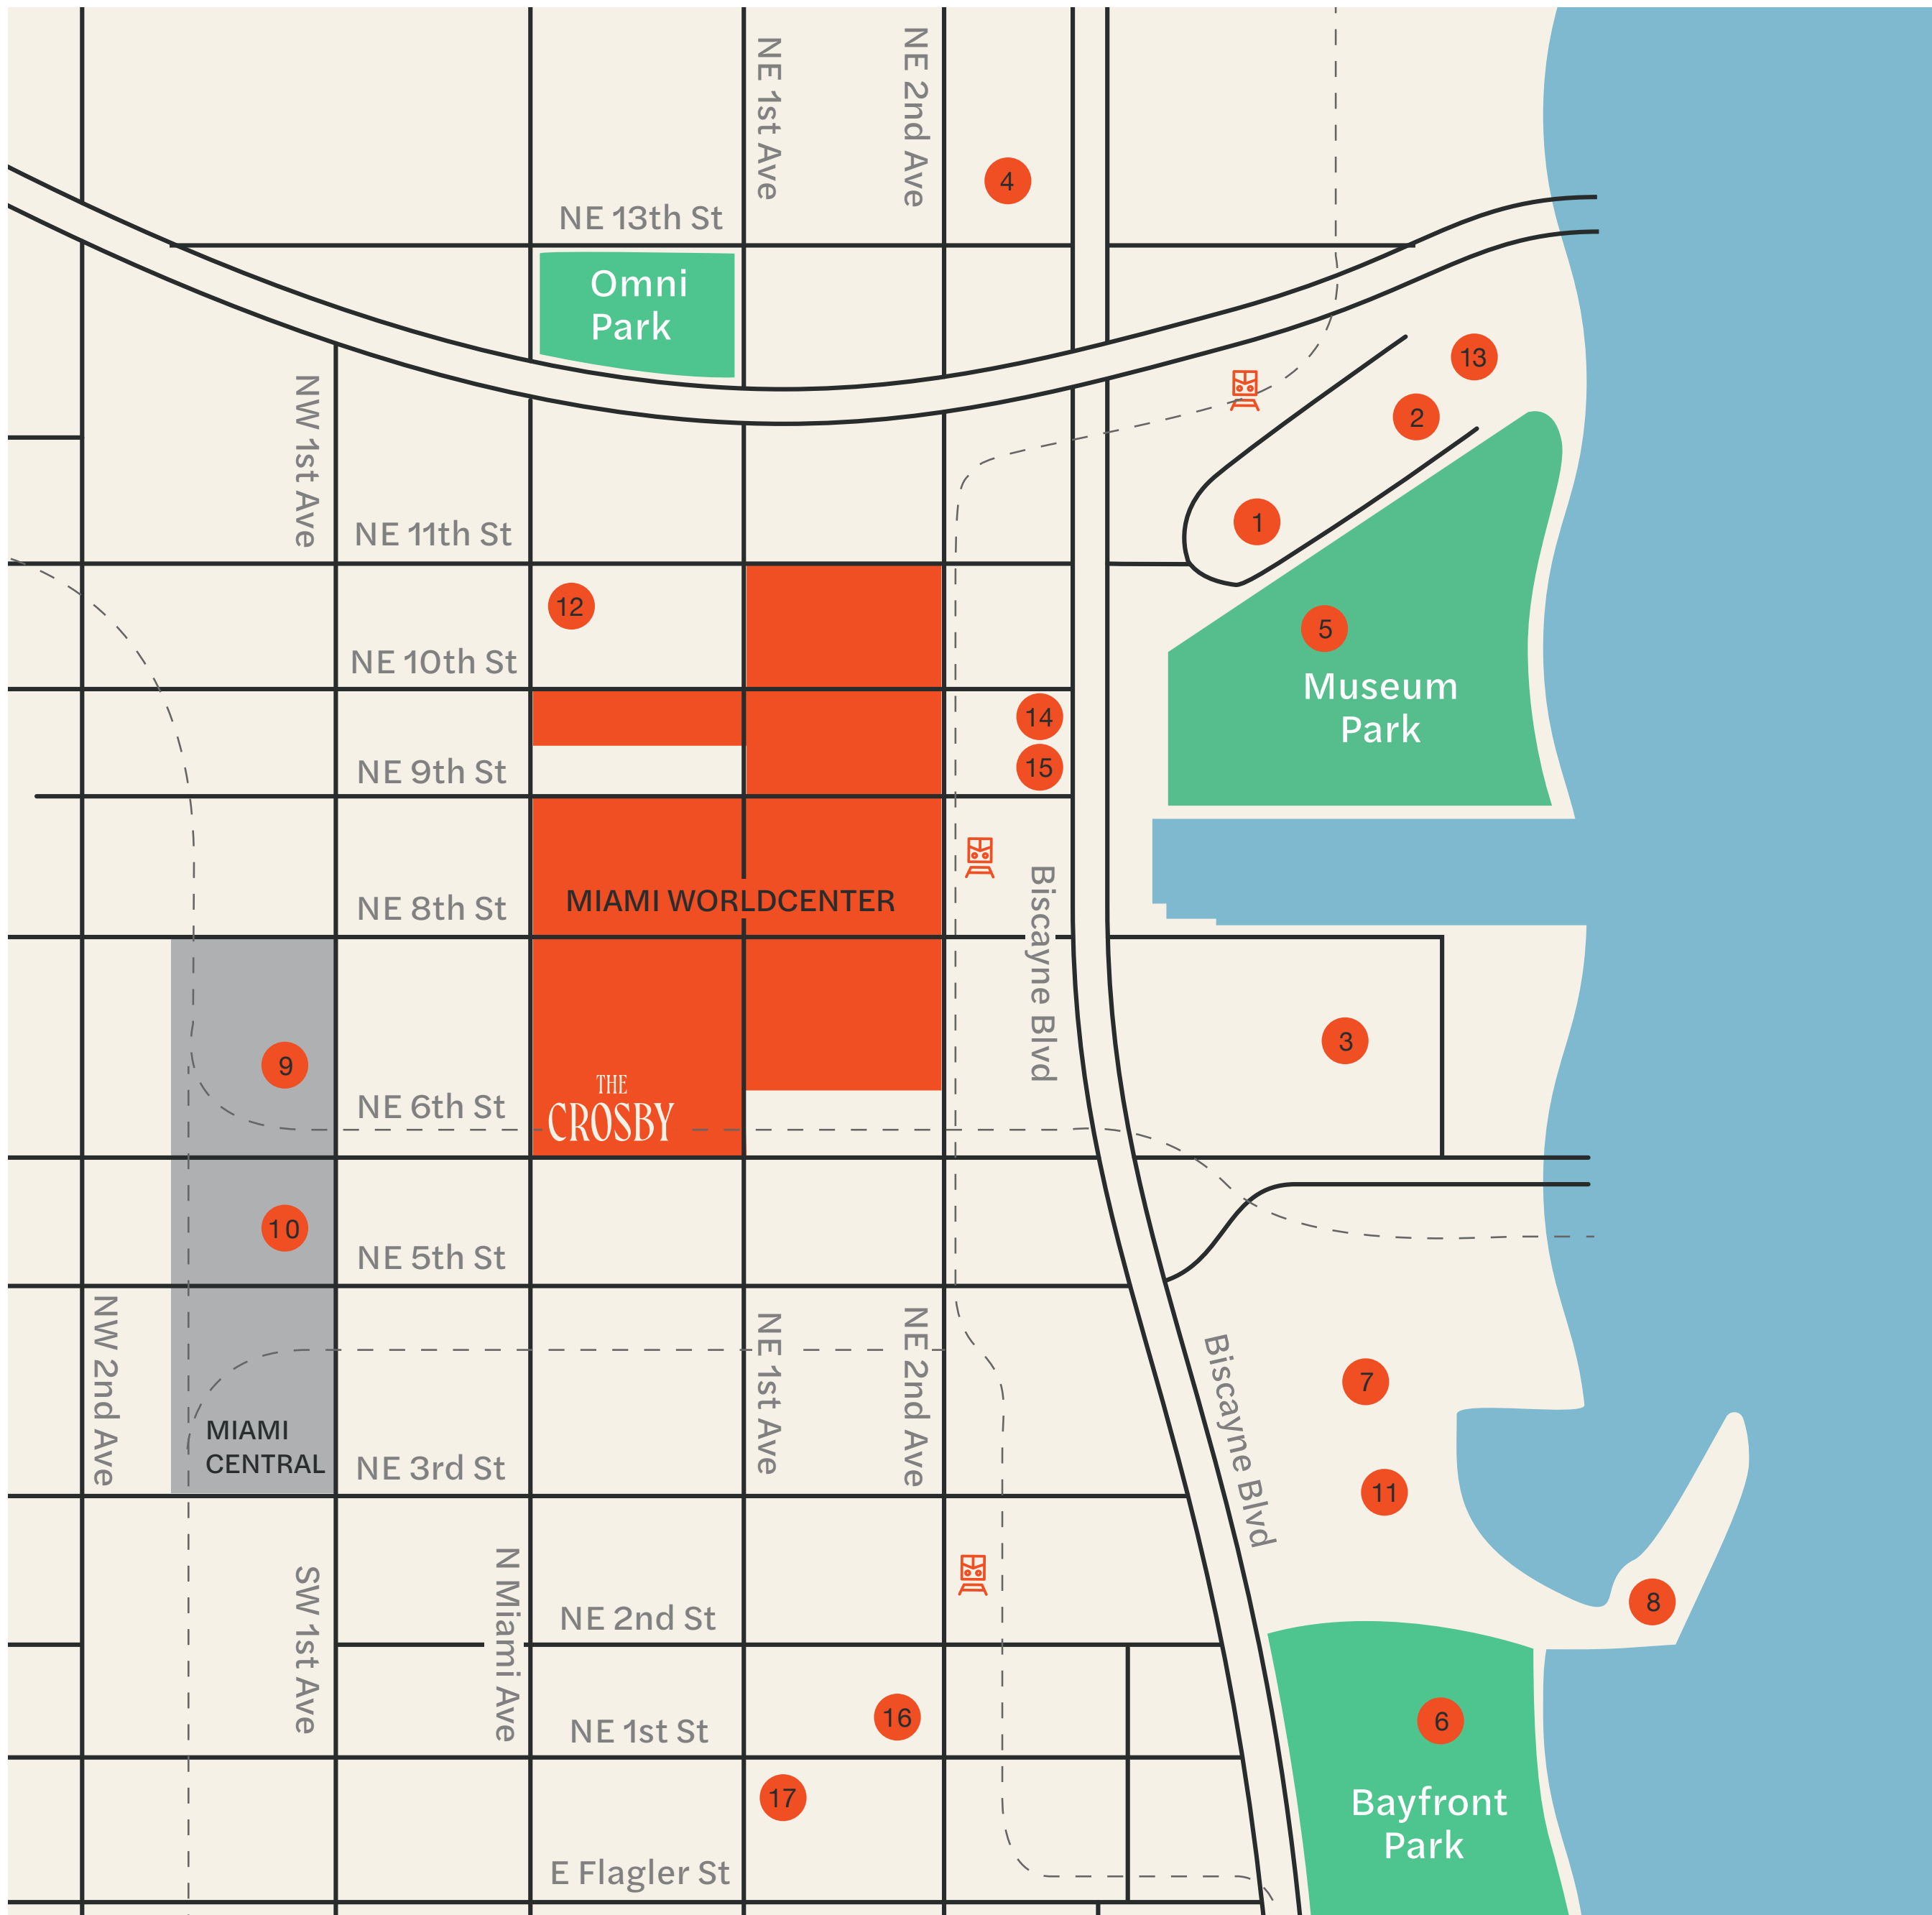 NE 1st Ave
NE 2nd Ave
4
NE 13th St
Omni
Park
13
NW 1st Ave
2
1
NE 11th St
12
5
NE 10th St
Museum
Park
14
15
NE 9th St
Biscayne Blvd
MIAMI WORLDCENTER
NE 8th St
3
9
THE
CROSBY
NE 6th St
10
NE 5th St
NW 2nd Ave
NE 1st Ave
NE 2nd Ave
Biscayne Blvd
7
MIAMI
CENTRAL
NE 3rd St
11
SW 1st Ave
N Miami Ave
8
NE 2nd St
16
6
NE 1st St
17
Bayfront
Park
E Flagler St